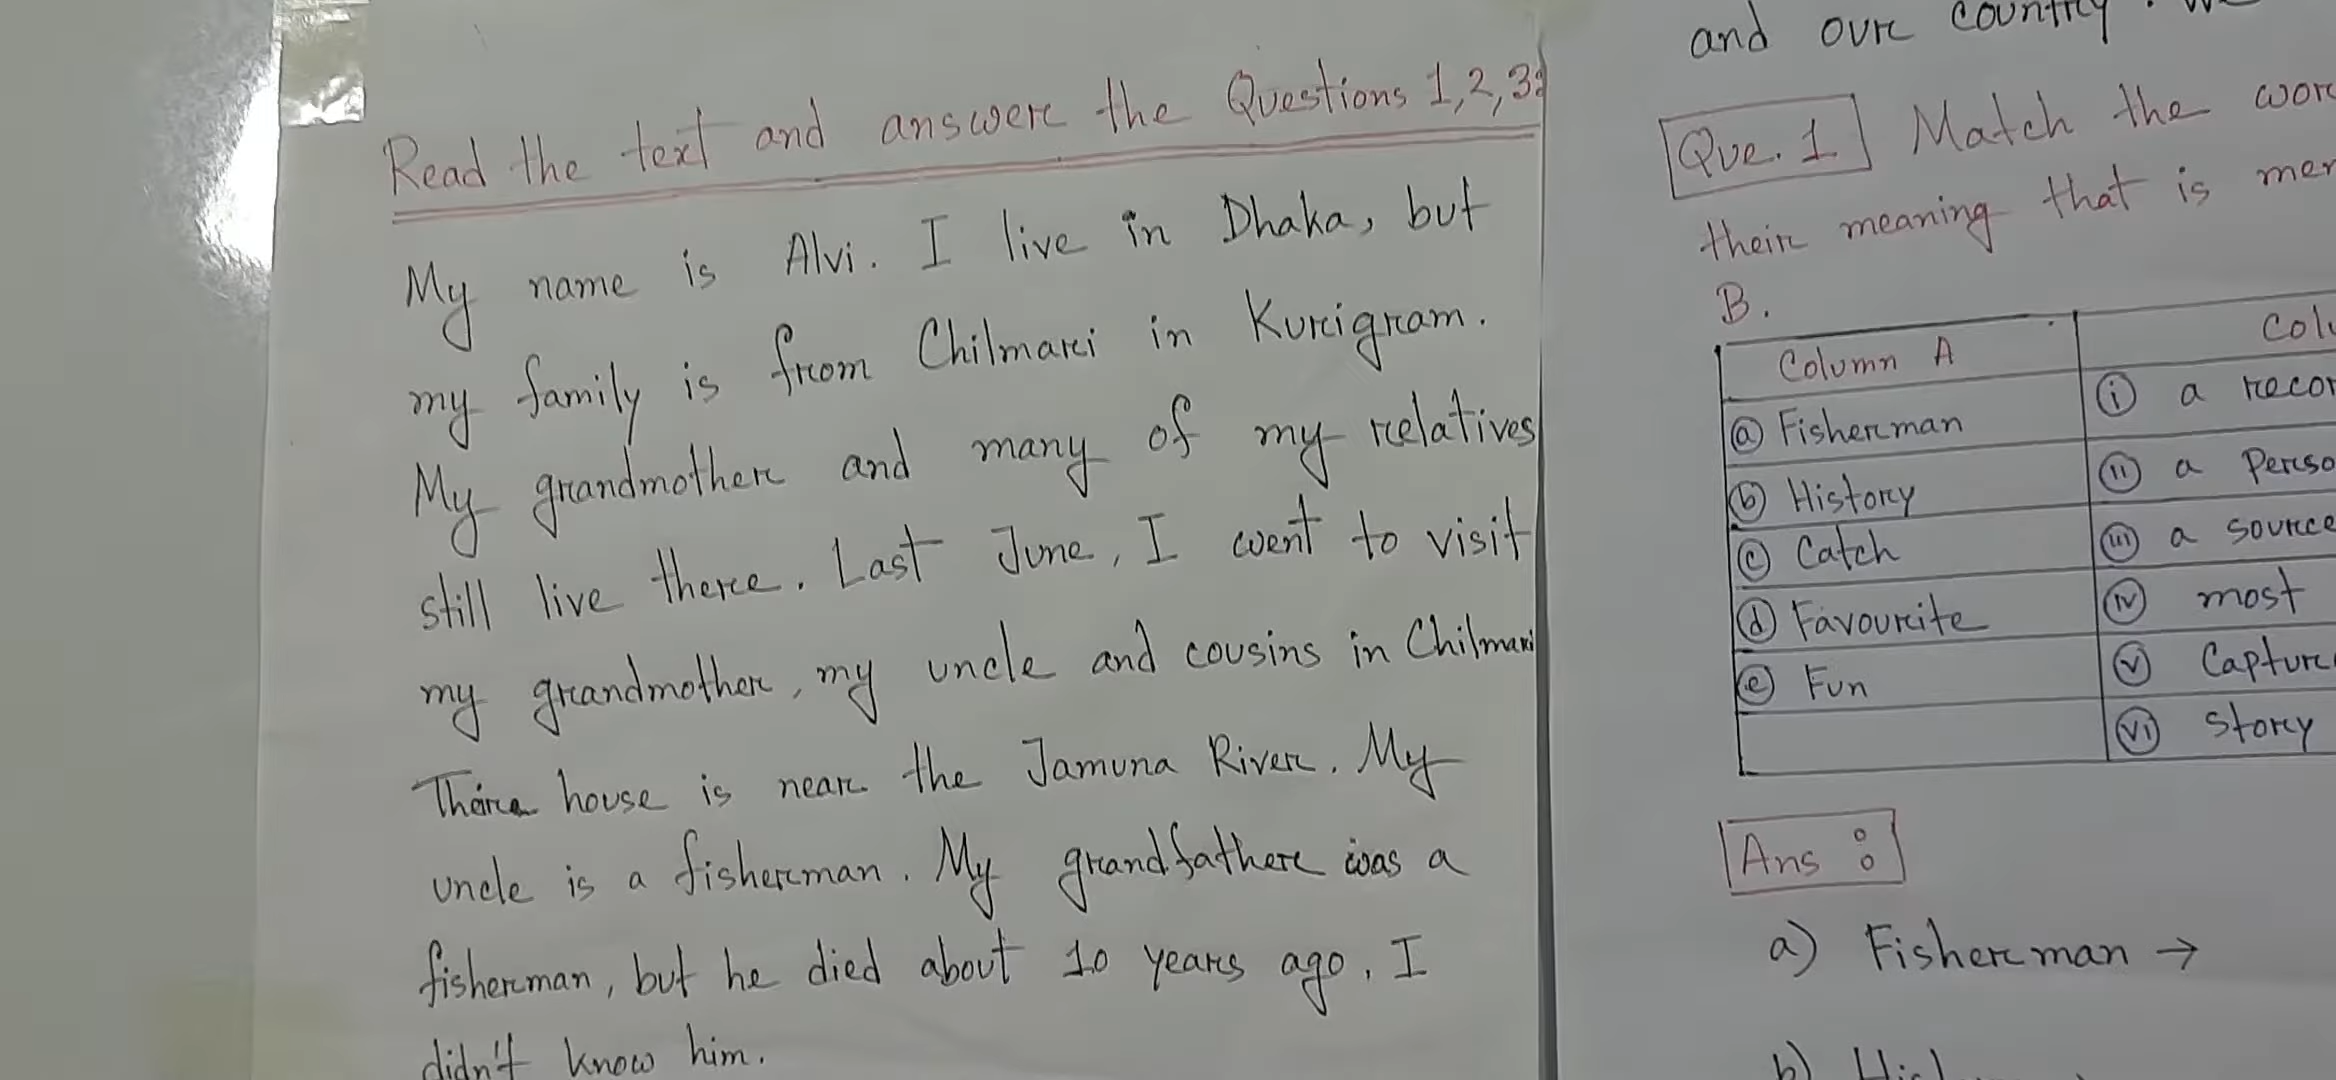 Read the text and answer the Questions 1,2,3:
My name is Alvi. I live in Dhaka, but
my family is from Chilmari in Kurigram.
My grandmother and many of my relatives
still live there. Last June, I went to visit
my grandmother, my uncle and cousins in Chilmari
house is near the Jamuna River. My
uncle is a fisherman. My grandfather was a
fisherman, but he died about 10 years ago. I
didn't know him.
and our country.
Que. 1 Match the
their meaning that is
B.
Column A
a Fisherman i a
b History ii a
c Catch iii a source
d Favourite iv most
e Fun v
vi story
Ans :
a) Fisherman →
b)